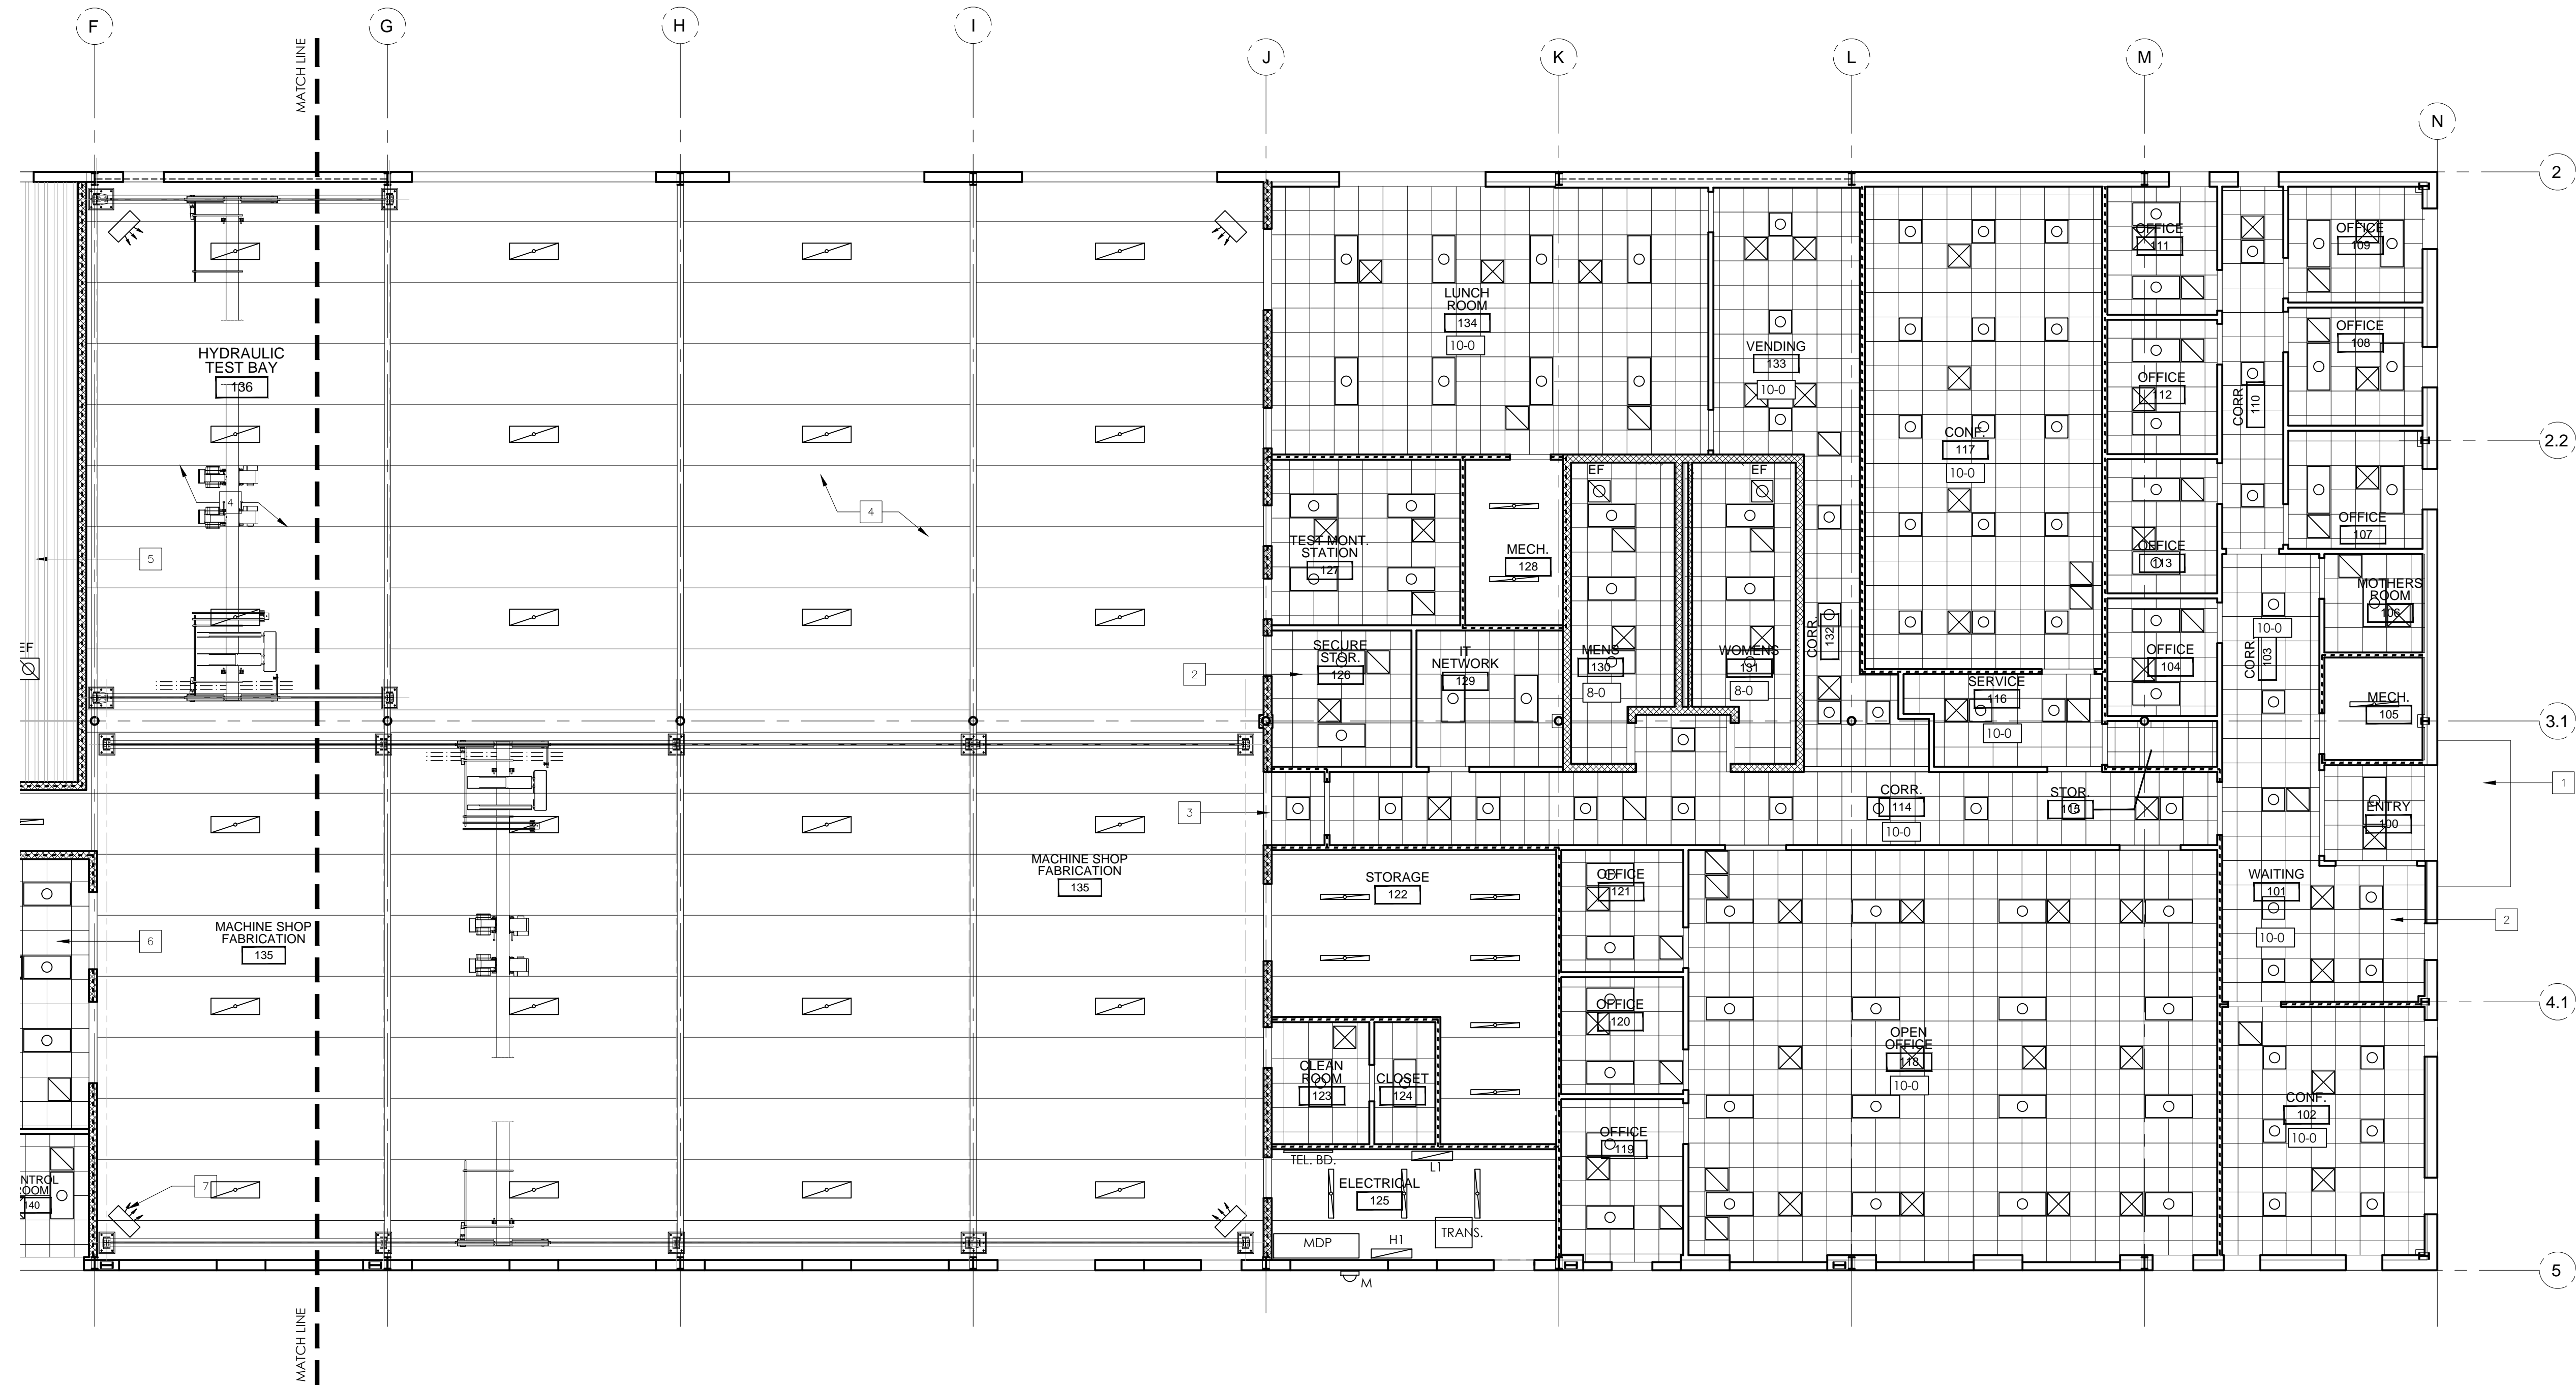 F
G
H
I
J
K
L
M
N
2
2.2
3.1
4.1
5
MATCH LINE
MATCH LINE
HYDRAULIC
TEST BAY
136
4
4
5
EF
6
7
MACHINE SHOP
FABRICATION
135
MACHINE SHOP
FABRICATION
135
NTROL
OOM
140
LUNCH
ROOM
134
10-0
VENDING
133
10-0
CONF.
117
10-0
OFFICE
111
OFFICE
112
OFFICE
113
OFFICE
104
CORR.
110
OFFICE
109
OFFICE
108
OFFICE
107
MOTHERS
ROOM
106
MECH.
105
10-0
CORR.
103
ENTRY
100
1
WAITING
101
10-0
2
CONF.
102
10-0
TEST MONT.
STATION
127
MECH.
128
EF
EF
MENS
130
8-0
WOMENS
131
8-0
CORR.
132
SERVICE
116
10-0
2
SECURE
STOR.
126
IT
NETWORK
129
3
CORR.
114
10-0
STOR.
115
STORAGE
122
OFFICE
121
OFFICE
120
OFFICE
119
OPEN
OFFICE
118
10-0
CLEAN
ROOM
123
CLOSET
124
TEL. BD.
L1
ELECTRICAL
125
MDP
H1
TRANS.
M